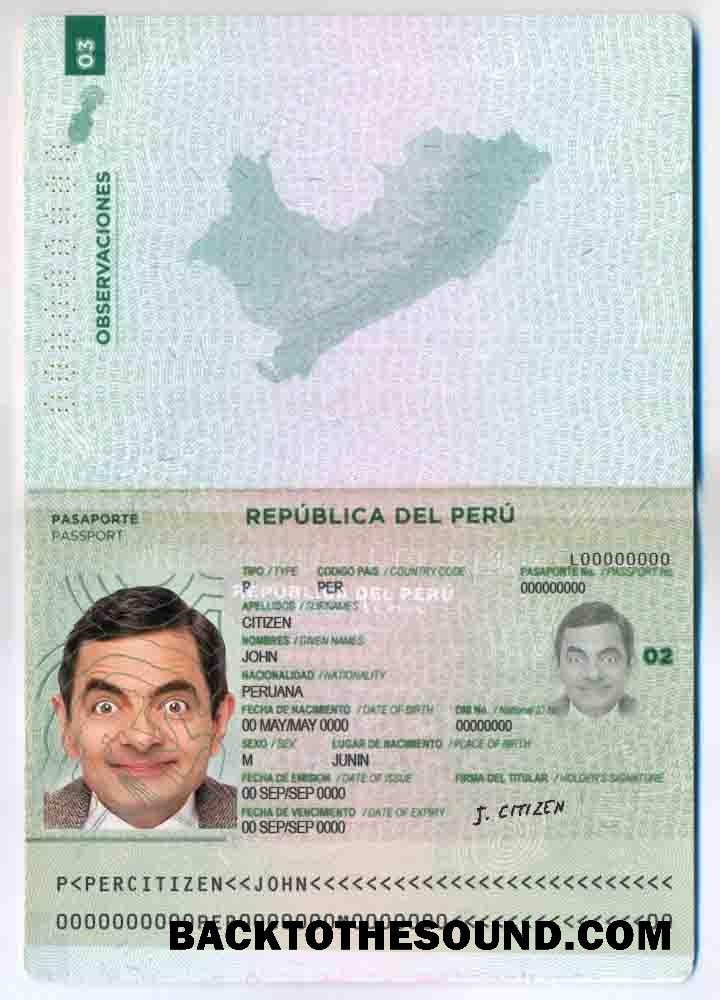 03
OBSERVACIONES
PASAPORTE
PASSPORT
REPÚBLICA DEL PERÚ
L00000000
TIPO / TYPE CODIGO PAIS / COUNTRY CODE PASAPORTE No. / PASSPORT No.
P PER 000000000
REPÚBLICA DEL PERÚ
APELLIDOS / SURNAMES
CITIZEN
NOMBRES / GIVEN NAMES
JOHN
02
NACIONALIDAD / NATIONALITY
PERUANA
FECHA DE NACIMIENTO / DATE OF BIRTH DNI No. / National ID No
00 MAY/MAY 0000 00000000
SEXO / SEX LUGAR DE NACIMIENTO / PLACE OF BIRTH
M JUNIN
FECHA DE EMISION / DATE OF ISSUE FIRMA DEL TITULAR / HOLDER'S SIGNATURE
00 SEP/SEP 0000
J. CITIZEN
FECHA DE VENCIMIENTO / DATE OF EXPIRY
00 SEP/SEP 0000
P<PERCITIZEN<<JOHN<<<<<<<<<<<<<<<<<<<<<<<<<<
0000000000PER0000000M0000000<<<<<<<<<<<<<<00
BACKTOTHESOUND.COM